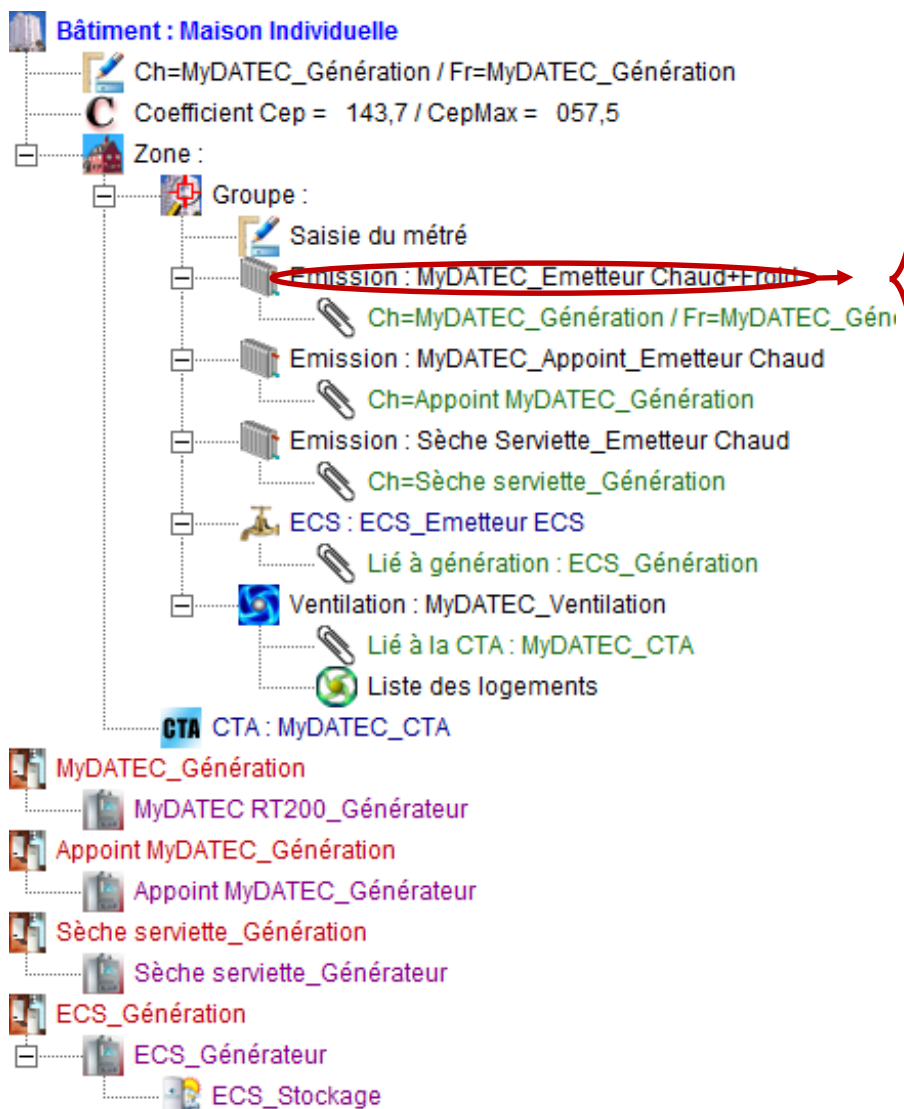 Bâtiment : Maison Individuelle
Ch=MyDATEC_Génération / Fr=MyDATEC_Génération
C Coefficient Cep = 143,7 / CepMax = 057,5
Zone :
Groupe :
Saisie du métré
Emission : MyDATEC_Emetteur Chaud+Froid
Ch=MyDATEC_Génération / Fr=MyDATEC_Géné
Emission : MyDATEC_Appoint_Emetteur Chaud
Ch=Appoint MyDATEC_Génération
Emission : Sèche Serviette_Emetteur Chaud
Ch=Sèche serviette_Génération
ECS : ECS_Emetteur ECS
Lié à génération : ECS_Génération
Ventilation : MyDATEC_Ventilation
Lié à la CTA : MyDATEC_CTA
Liste des logements
CTA CTA : MyDATEC_CTA
MyDATEC_Génération
MyDATEC RT200_Générateur
Appoint MyDATEC_Génération
Appoint MyDATEC_Générateur
Sèche serviette_Génération
Sèche serviette_Générateur
ECS_Génération
ECS_Générateur
ECS_Stockage